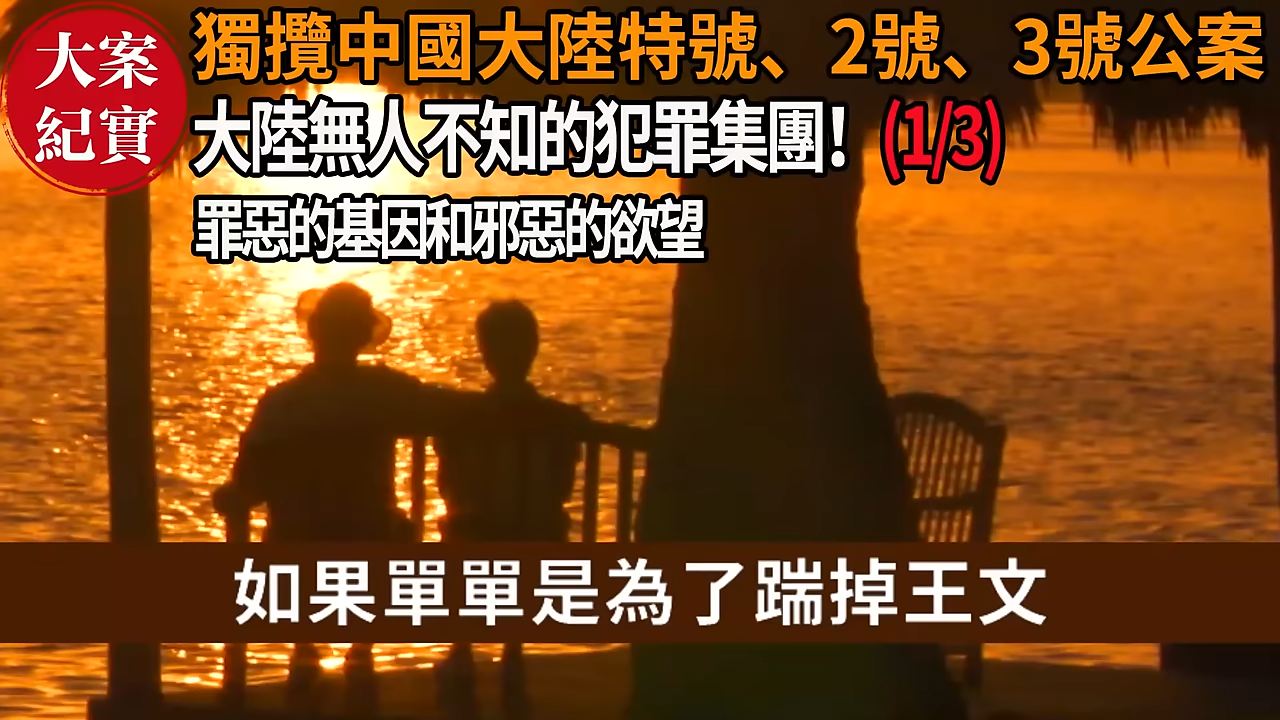 大案
紀實
獨攬中國大陸特號、2號、3號公案
大陸無人不知的犯罪集團！(1/3)
罪惡的基因和邪惡的欲望
如果單單是為了踹掉王文